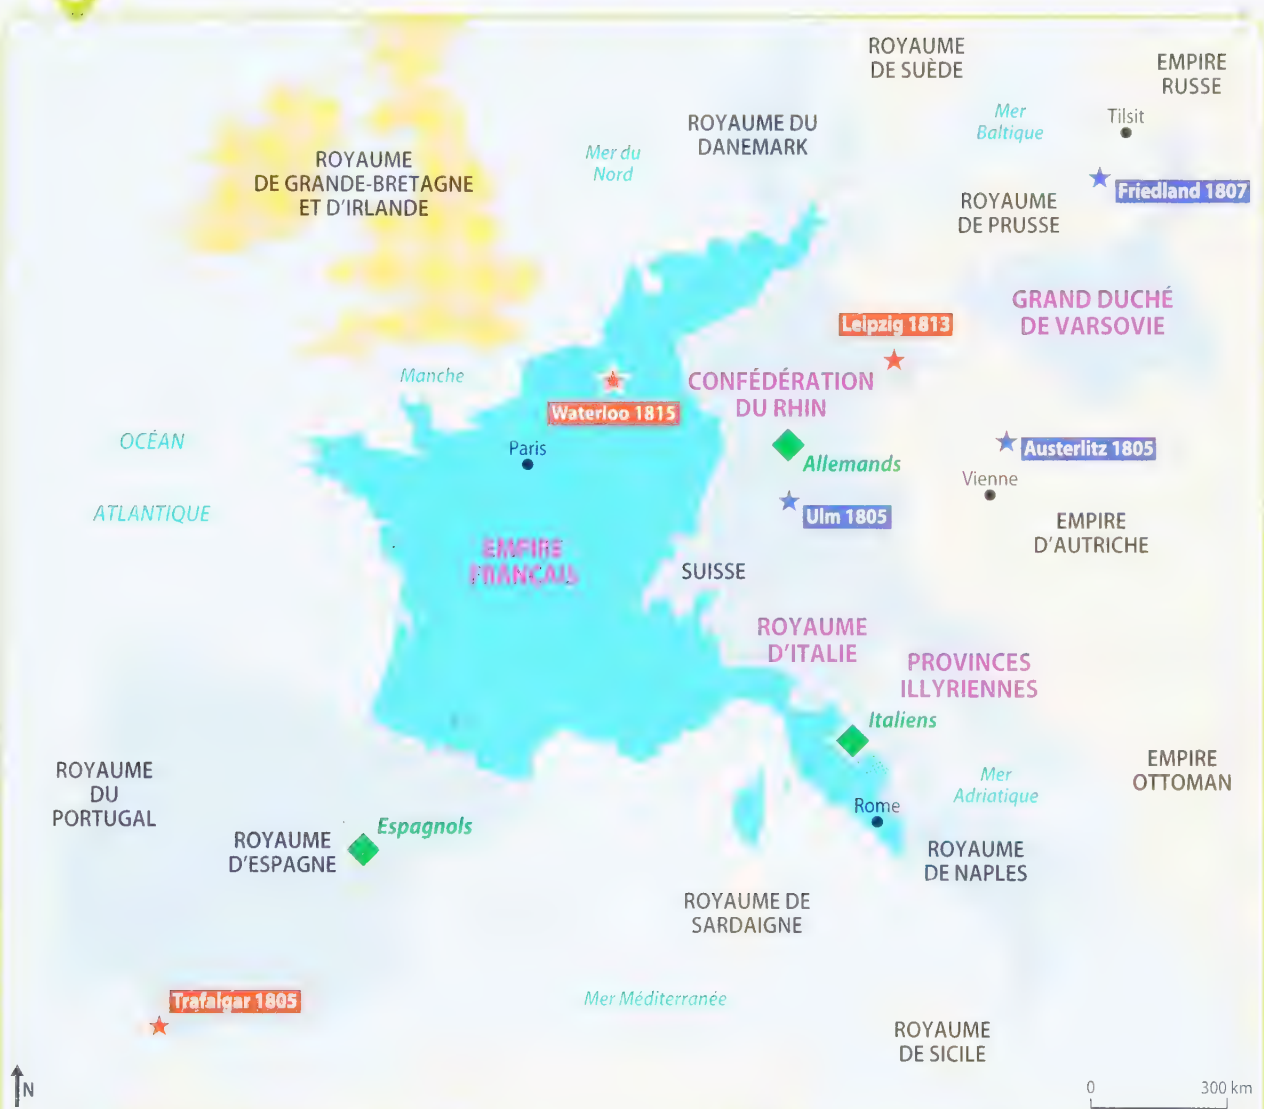 ROYAUME
DE SUÈDE
EMPIRE
RUSSE
Mer
Baltique
Tilsit
ROYAUME DU
DANEMARK
Mer du
Nord
ROYAUME
DE GRANDE-BRETAGNE
ET D'IRLANDE
Friedland 1807
ROYAUME
DE PRUSSE
GRAND DUCHÉ
DE VARSOVIE
Leipzig 1813
Manche
CONFÉDÉRATION
DU RHIN
Waterloo 1815
OCÉAN
ATLANTIQUE
Paris
Allemands
Austerlitz 1805
Vienne
Ulm 1805
EMPIRE
D'AUTRICHE
EMPIRE
FRANÇAIS
SUISSE
ROYAUME
D'ITALIE
PROVINCES
ILLYRIENNES
Italiens
ROYAUME
DU
PORTUGAL
EMPIRE
OTTOMAN
Mer
Adriatique
Rome
Espagnols
ROYAUME
D'ESPAGNE
ROYAUME
DE NAPLES
ROYAUME DE
SARDAIGNE
Trafalgar 1805
Mer Méditerranée
ROYAUME
DE SICILE
N
0 300 km